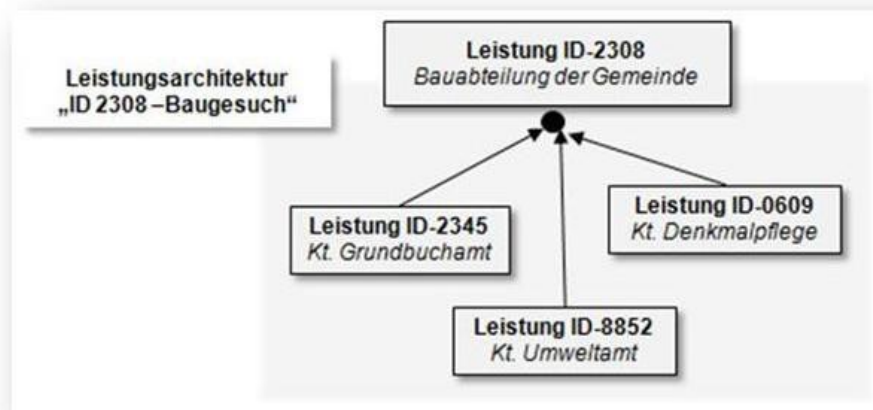 Leistungsarchitektur
„ID 2308 –Baugesuch“
Leistung ID-2308
Bauabteilung der Gemeinde
Leistung ID-2345
Kt. Grundbuchamt
Leistung ID-0609
Kt. Denkmalpflege
Leistung ID-8852
Kt. Umweltamt